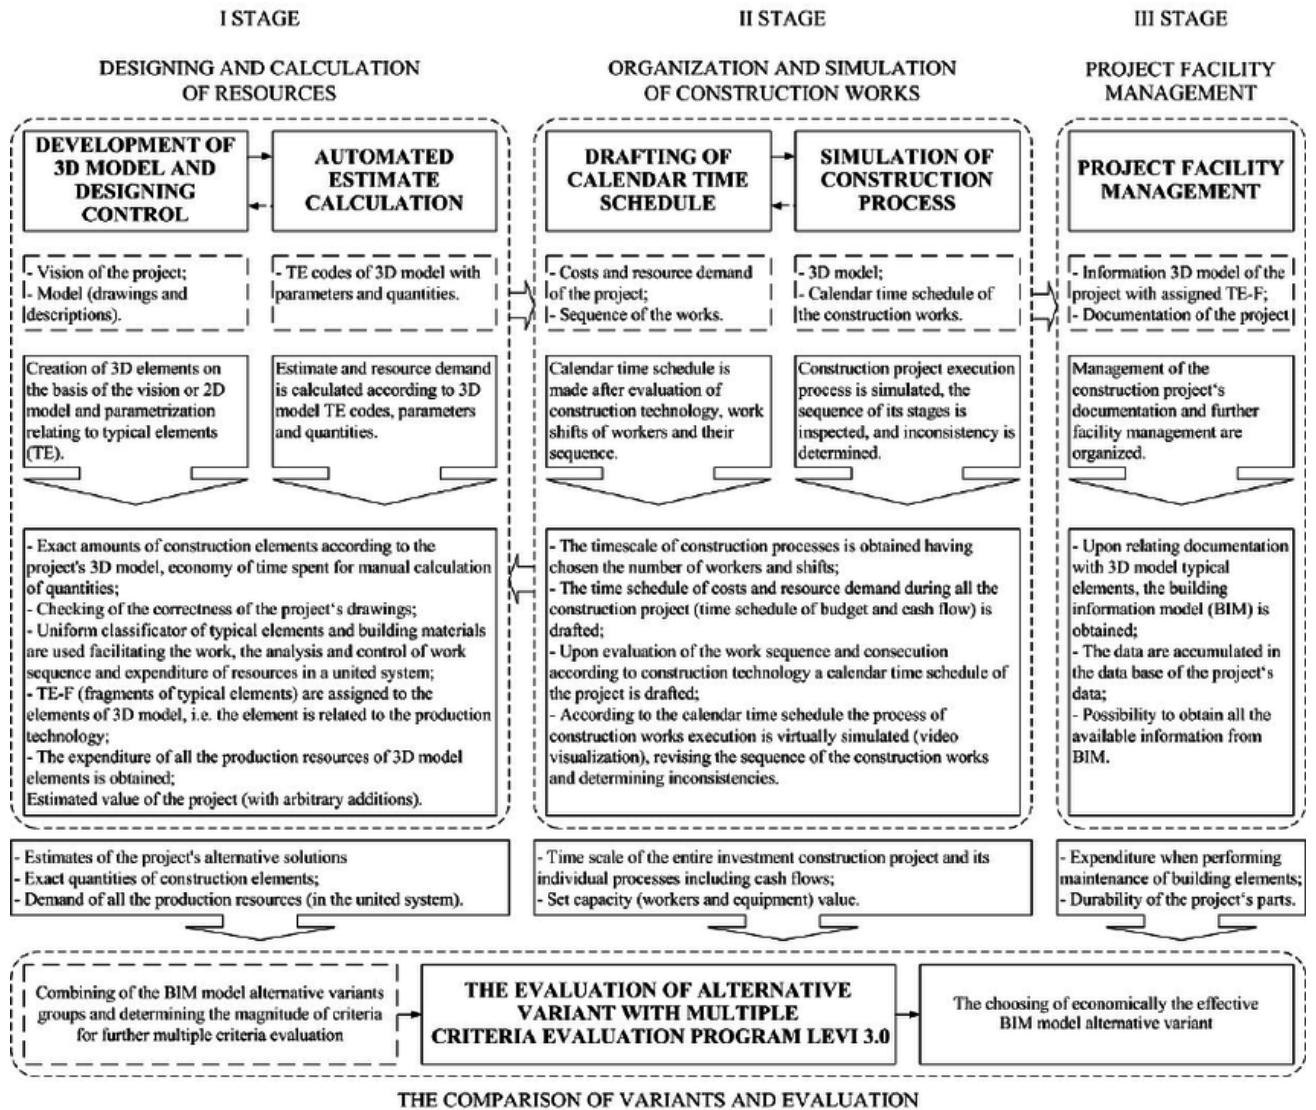 I STAGE
DESIGNING AND CALCULATION
OF RESOURCES
II STAGE
ORGANIZATION AND SIMULATION
OF CONSTRUCTION WORKS
III STAGE
PROJECT FACILITY
MANAGEMENT
DEVELOPMENT OF
3D MODEL AND
DESIGNING
CONTROL
AUTOMATED
ESTIMATE
CALCULATION
DRAFTING OF
CALENDAR TIME
SCHEDULE
SIMULATION OF
CONSTRUCTION
PROCESS
PROJECT FACILITY
MANAGEMENT
- Vision of the project;
- Model (drawings and
descriptions).
- TE codes of 3D model with
parameters and quantities.
- Costs and resource demand
of the project;
- Sequence of the works.
- 3D model;
- Calendar time schedule of
the construction works.
- Information 3D model of the
project with assigned TE-F;
- Documentation of the project
Creation of 3D elements on
the basis of the vision or 2D
model and parametrization
relating to typical elements
(TE).
Estimate and resource demand
is calculated according to 3D
model TE codes, parameters
and quantities.
Calendar time schedule is
made after evaluation of
construction technology, work
shifts of workers and their
sequence.
Construction project execution
process is simulated, the
sequence of its stages is
inspected, and inconsistency is
determined.
Management of the
construction project's
documentation and further
facility management are
organized.
- Exact amounts of construction elements according to the
project's 3D model, economy of time spent for manual calculation
of quantities;
- Checking of the correctness of the project's drawings;
- Uniform classificator of typical elements and building materials
are used facilitating the work, the analysis and control of work
sequence and expenditure of resources in a united system;
- TE-F (fragments of typical elements) are assigned to the
elements of 3D model, i.e. the element is related to the production
technology;
- The expenditure of all the production resources of 3D model
elements is obtained;
Estimated value of the project (with arbitrary additions).
- The timescale of construction processes is obtained having
chosen the number of workers and shifts;
- The time schedule of costs and resource demand during all the
construction project (time schedule of budget and cash flow) is
drafted;
- Upon evaluation of the work sequence and consecution
according to construction technology a calendar time schedule of
the project is drafted;
- According to the calendar time schedule the process of
construction works execution is virtually simulated (video
visualization), revising the sequence of the construction works
and determining inconsistencies.
- Upon relating documentation
with 3D model typical
elements, the building
information model (BIM) is
obtained;
- The data are accumulated in
the data base of the project's
data;
- Possibility to obtain all the
available information from
BIM.
- Estimates of the project's alternative solutions
- Exact quantities of construction elements;
- Demand of all the production resources (in the united system).
- Time scale of the entire investment construction project and its
individual processes including cash flows;
- Set capacity (workers and equipment) value.
- Expenditure when performing
maintenance of building elements;
- Durability of the project's parts.
Combining of the BIM model alternative variants
groups and determining the magnitude of criteria
for further multiple criteria evaluation
THE EVALUATION OF ALTERNATIVE
VARIANT WITH MULTIPLE
CRITERIA EVALUATION PROGRAM LEVI 3.0
The choosing of economically the effective
BIM model alternative variant
THE COMPARISON OF VARIANTS AND EVALUATION